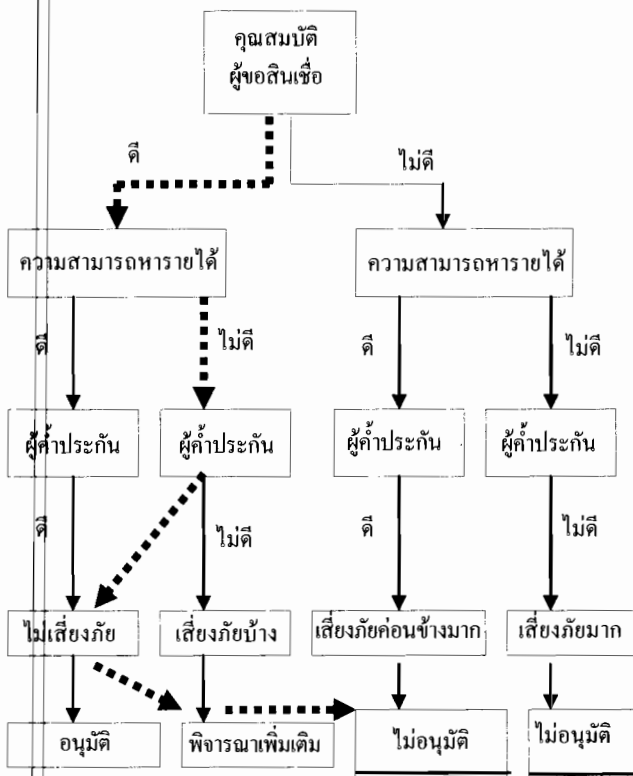 คุณสมบัติ
ผู้ขอสินเชื่อ
ดี
ไม่ดี
ความสามารถหารายได้
ความสามารถหารายได้
ดี
ไม่ดี
ดี
ไม่ดี
ผู้ค้ำประกัน
ผู้ค้ำประกัน
ผู้ค้ำประกัน
ผู้ค้ำประกัน
ดี
ไม่ดี
ดี
ไม่ดี
ไม่เสี่ยงภัย
เสี่ยงภัยบ้าง
เสี่ยงภัยค่อนข้างมาก
เสี่ยงภัยมาก
อนุมัติ
พิจารณาเพิ่มเติม
ไม่อนุมัติ
ไม่อนุมัติ